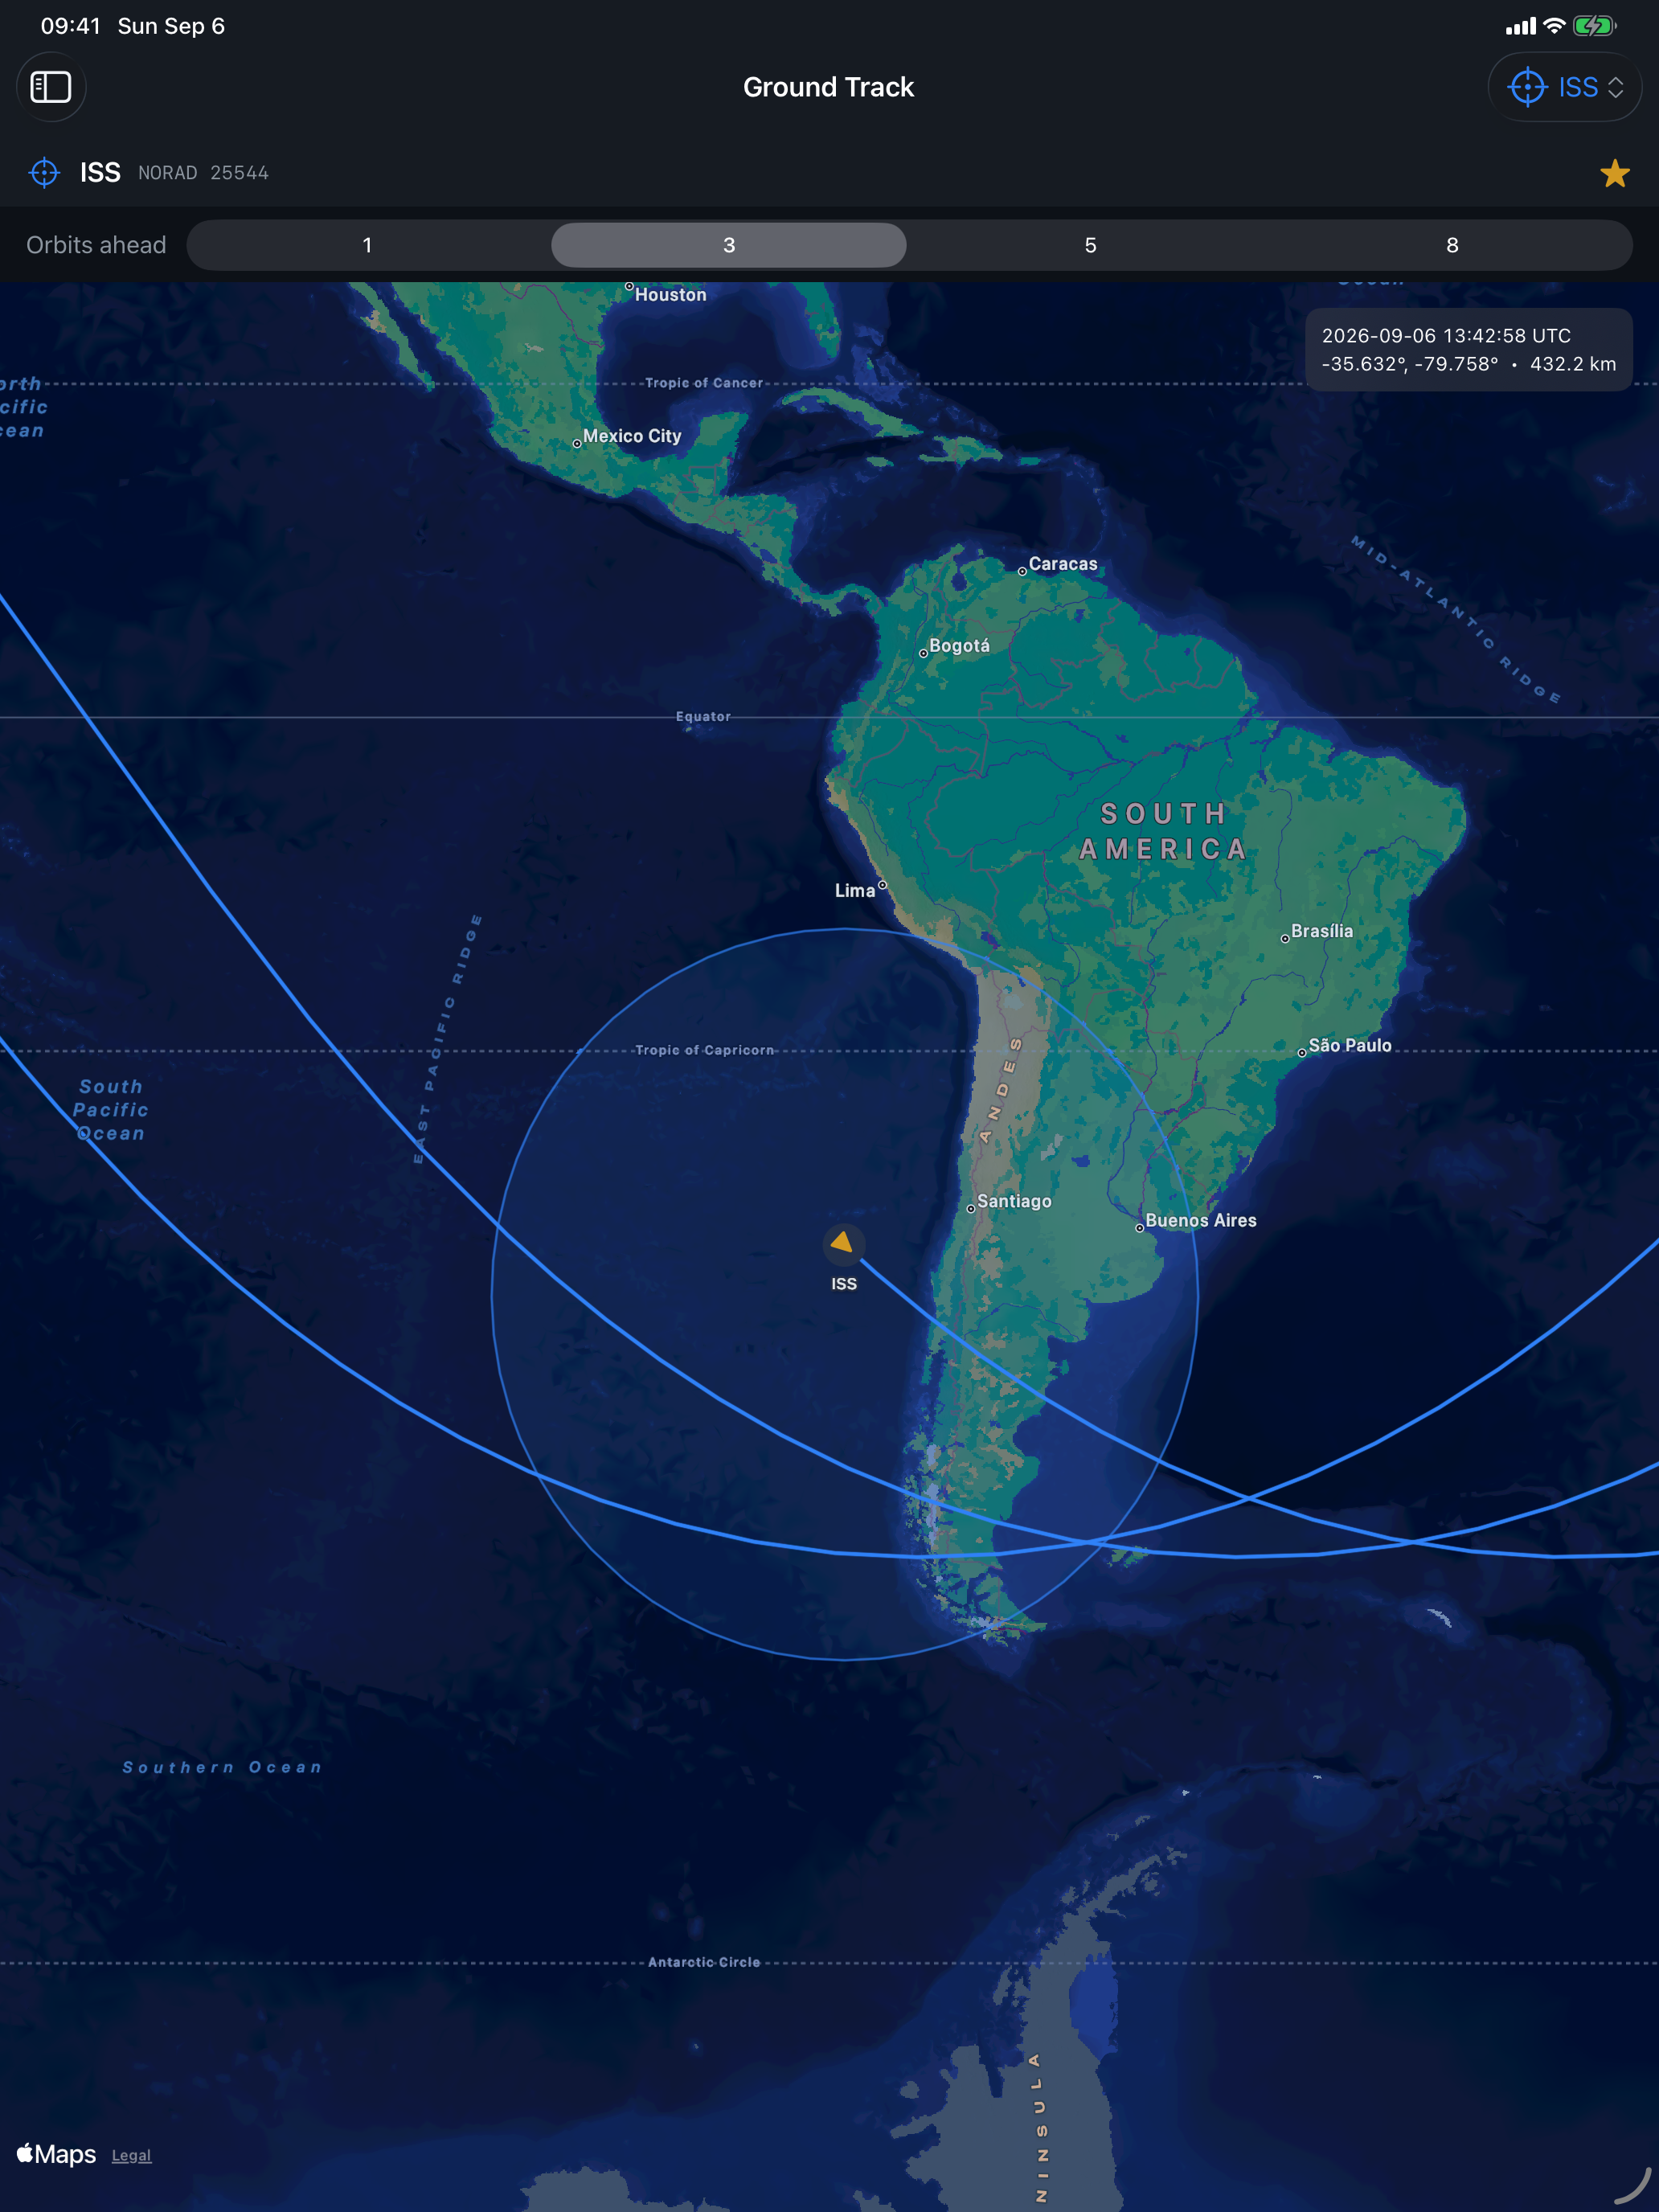 09:41 Sun Sep 6
Ground Track
ISS
ISS NORAD 25544
Orbits ahead 1 3 5 8
Houston
2026-09-06 13:42:58 UTC
-35.632°, -79.758° • 432.2 km
Tropic of Cancer
Mexico City
Caracas
MID-ATLANTIC RIDGE
Bogotá
Equator
SOUTH
AMERICA
Lima
EAST PACIFIC RIDGE
Brasília
São Paulo
Tropic of Capricorn
ANDES
South
Pacific
Ocean
Santiago
Buenos Aires
ISS
Southern Ocean
Antarctic Circle
NINSULA
Maps Legal